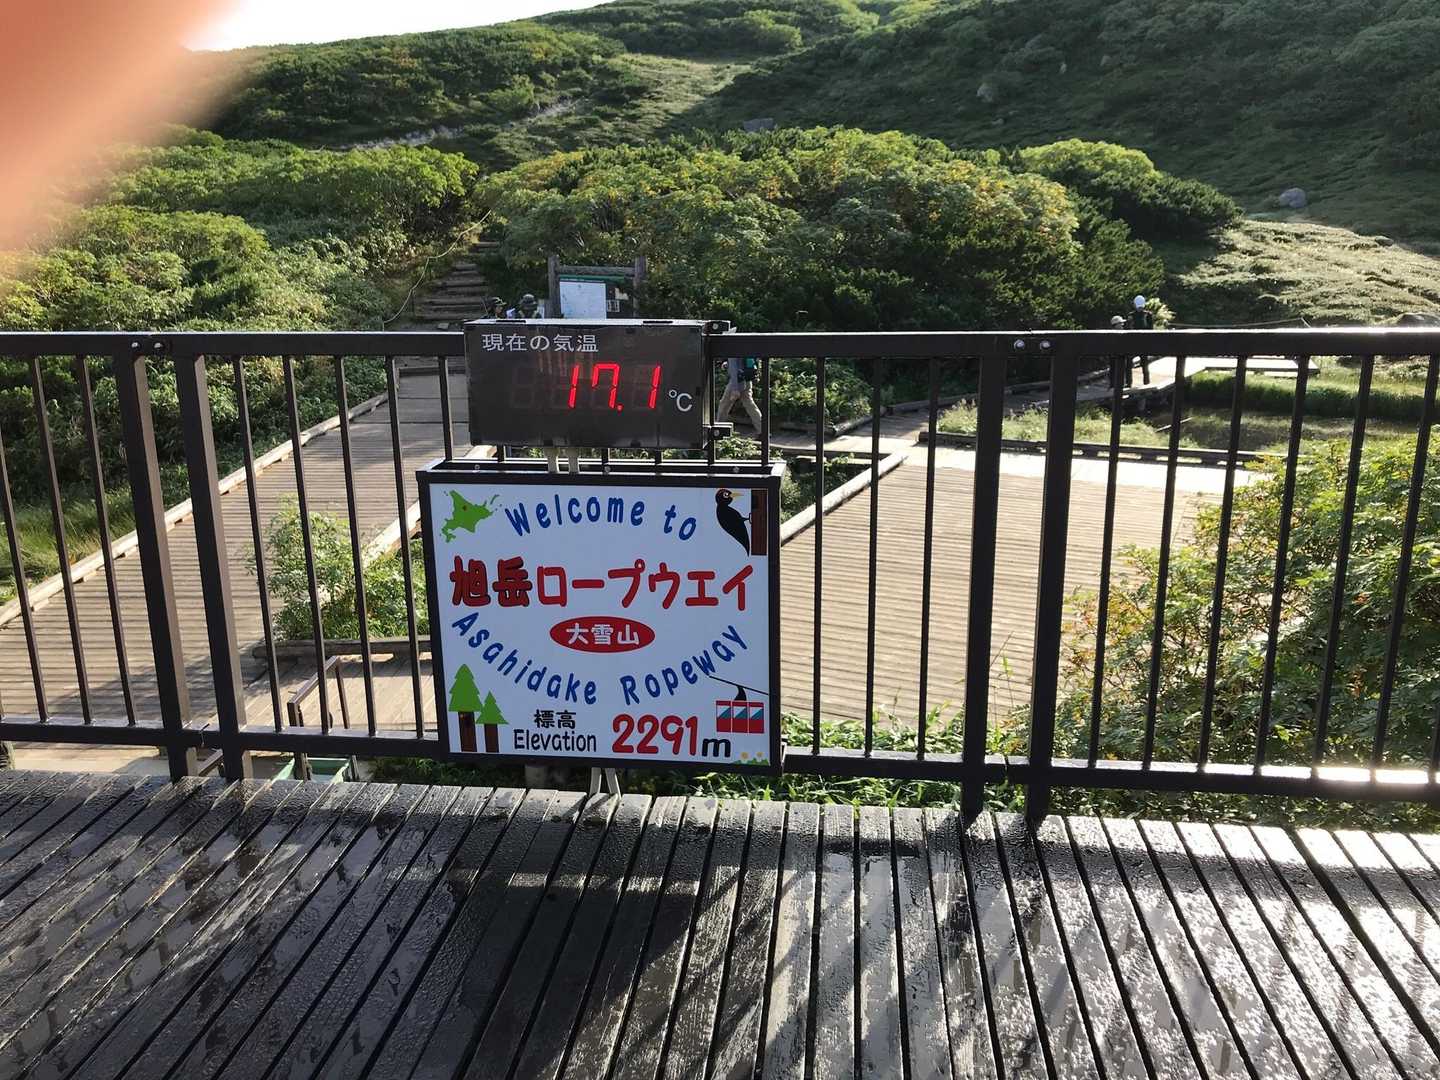 現在の気温
17.1 ℃
Welcome to
旭岳ロープウエイ
大雪山
Asahidake Ropeway
標高
Elevation 2291m